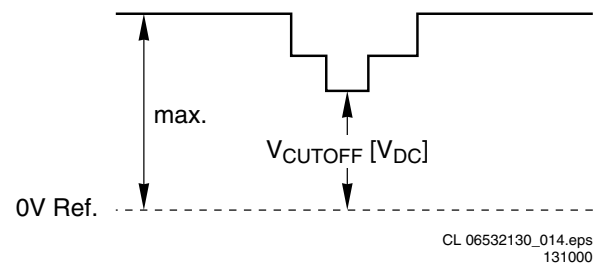 max.
VCUTOFF [VDC]
0V Ref.
CL 06532130_014.eps
131000